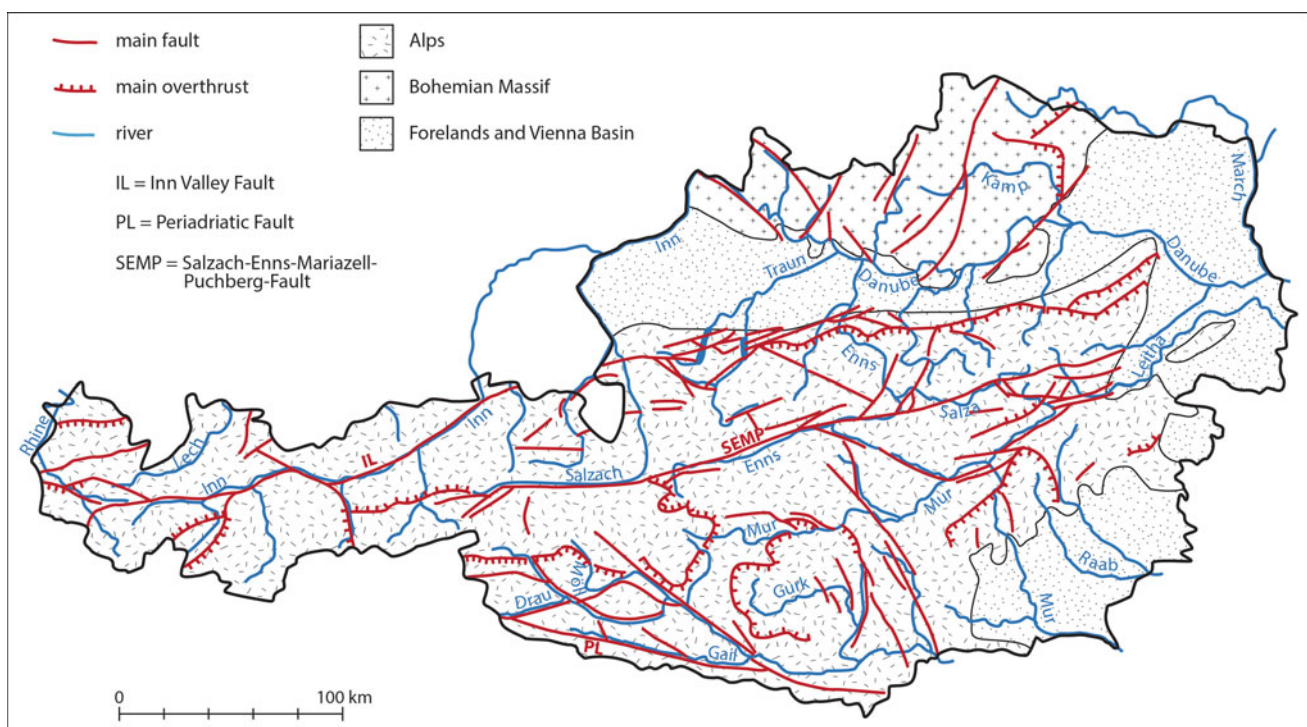 main fault
main overthrust
river
IL = Inn Valley Fault
PL = Periadriatic Fault
SEMP = Salzach-Enns-Mariazell-
Puchberg-Fault
Alps
Bohemian Massif
Forelands and Vienna Basin
Kamp
March
Inn
Traun
Danube
Danube
Enns
Leitha
Rhine
Lech
Inn
IL
Inn
Salzach
SEMP
Enns
Salza
Mur
Mur
Möll
Drau
Gurk
Raab
Mur
PL
Gail
0
100 km